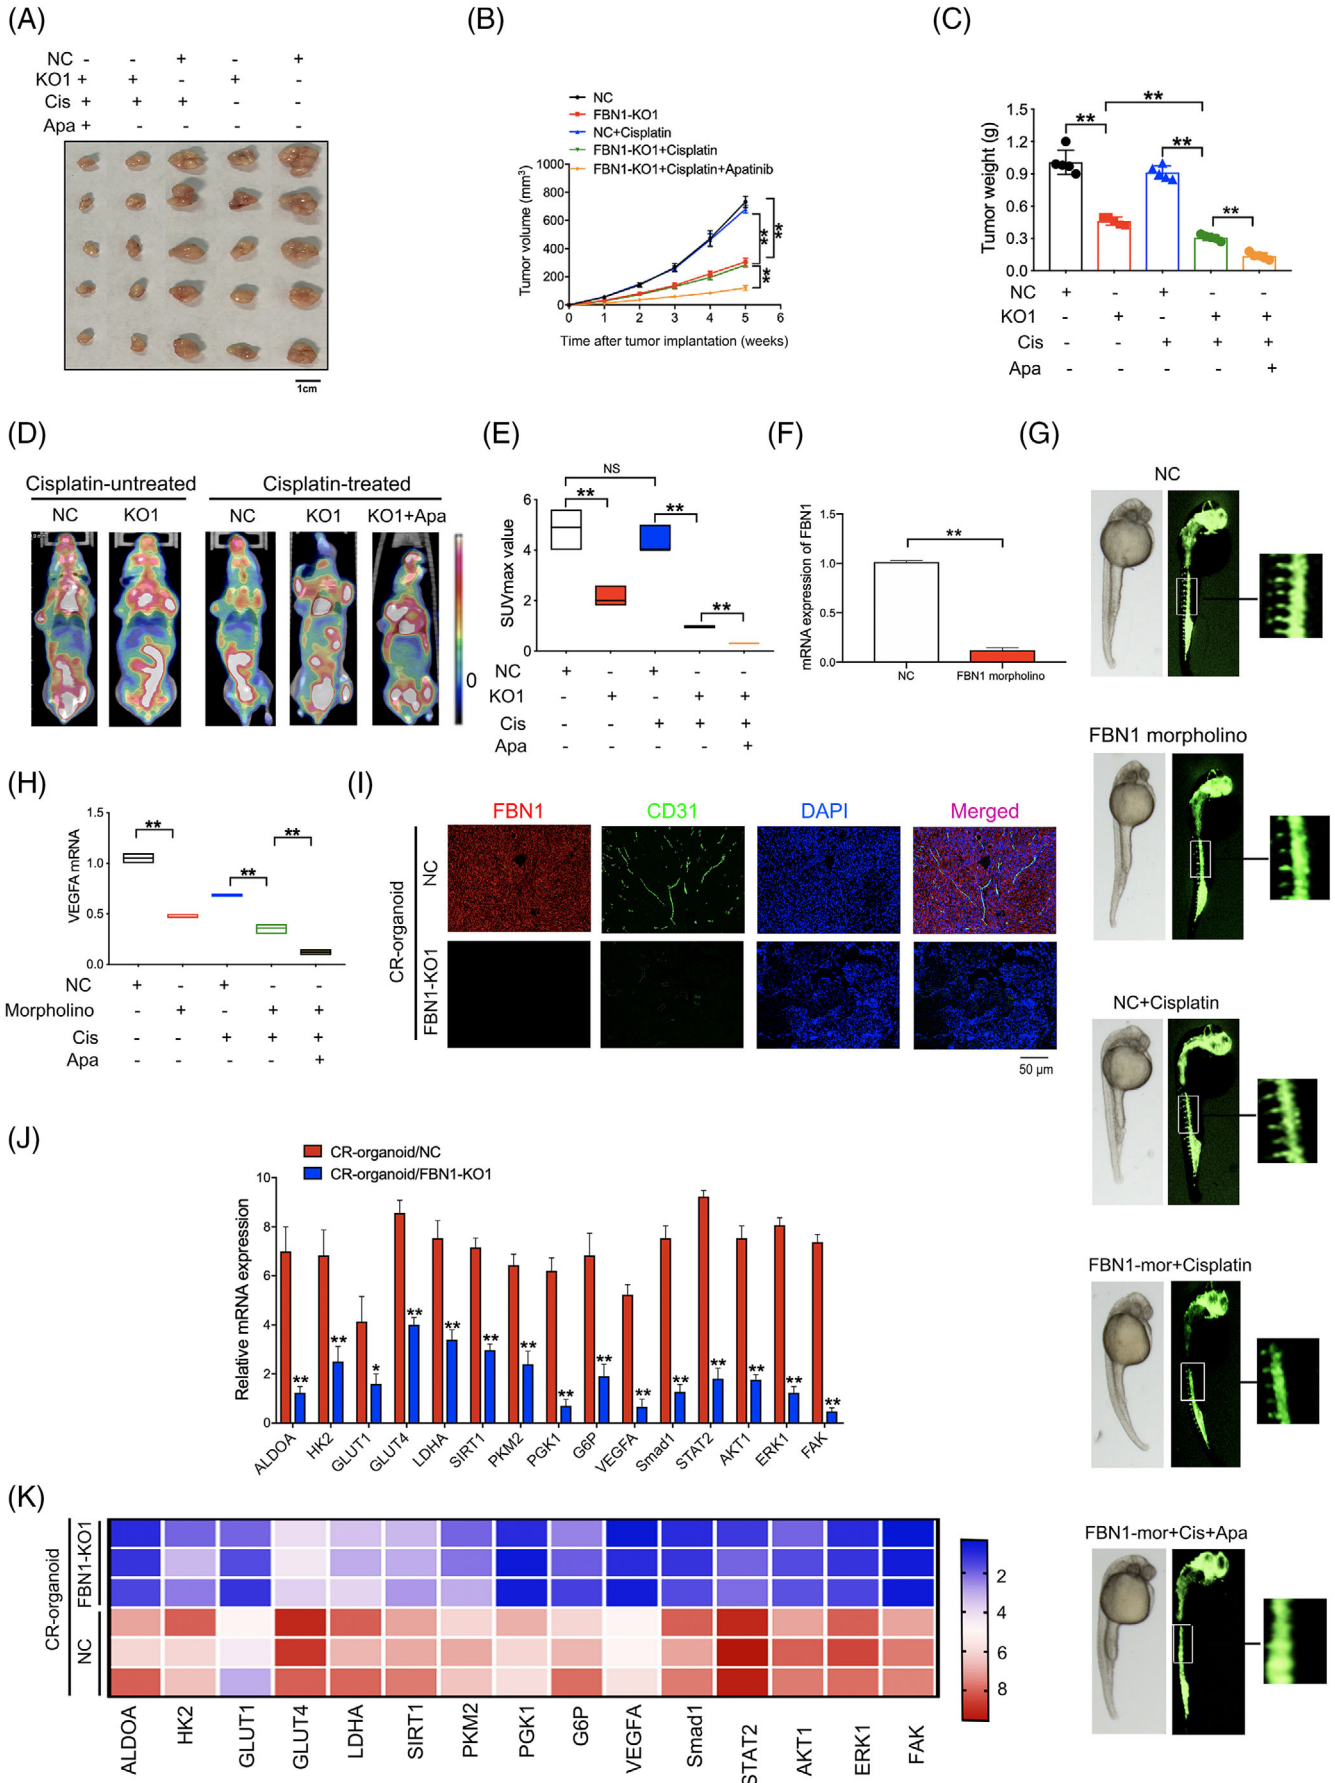 (A)
NC - - + - +
KO1 + + - + -
Cis + + + - -
Apa + - - - -
1cm
(B)
NC
FBN1-KO1
NC+Cisplatin
FBN1-KO1+Cisplatin
FBN1-KO1+Cisplatin+Apatinib
Tumor volume (mm3)
1000
800
600
400
200
0
0 1 2 3 4 5 6
** ** **
Time after tumor implantation (weeks)
(C)
Tumor weight (g)
1.5
1.2
0.9
0.6
0.3
0.0
** ** ** **
NC + - + - -
KO1 - + - + +
Cis - - + + +
Apa - - - - +
(D)
Cisplatin-untreated Cisplatin-treated
NC KO1 NC KO1 KO1+Apa
0
(E)
SUVmax value
6
4
2
0
NS
** ** **
NC + - + - -
KO1 - + - + +
Cis - - + + +
Apa - - - - +
(F)
mRNA expression of FBN1
1.5
1.0
0.5
0.0
**
NC FBN1 morpholino
(G)
NC
FBN1 morpholino
NC+Cisplatin
FBN1-mor+Cisplatin
FBN1-mor+Cis+Apa
(H)
VEGFA mRNA
1.5
1.0
0.5
0.0
** ** **
NC + - + - -
Morpholino - + - + +
Cis - - + + +
Apa - - - - +
(I)
FBN1 CD31 DAPI Merged
CR-organoid
NC
FBN1-KO1
50 μm
(J)
CR-organoid/NC
CR-organoid/FBN1-KO1
Relative mRNA expression
10
8
6
4
2
0
** ** * ** ** ** ** ** ** ** ** ** ** ** **
ALDOA HK2 GLUT1 GLUT4 LDHA SIRT1 PKM2 PGK1 G6P VEGFA Smad1 STAT2 AKT1 ERK1 FAK
(K)
CR-organoid
FBN1-KO1
NC
2
4
6
8
ALDOA HK2 GLUT1 GLUT4 LDHA SIRT1 PKM2 PGK1 G6P VEGFA Smad1 STAT2 AKT1 ERK1 FAK